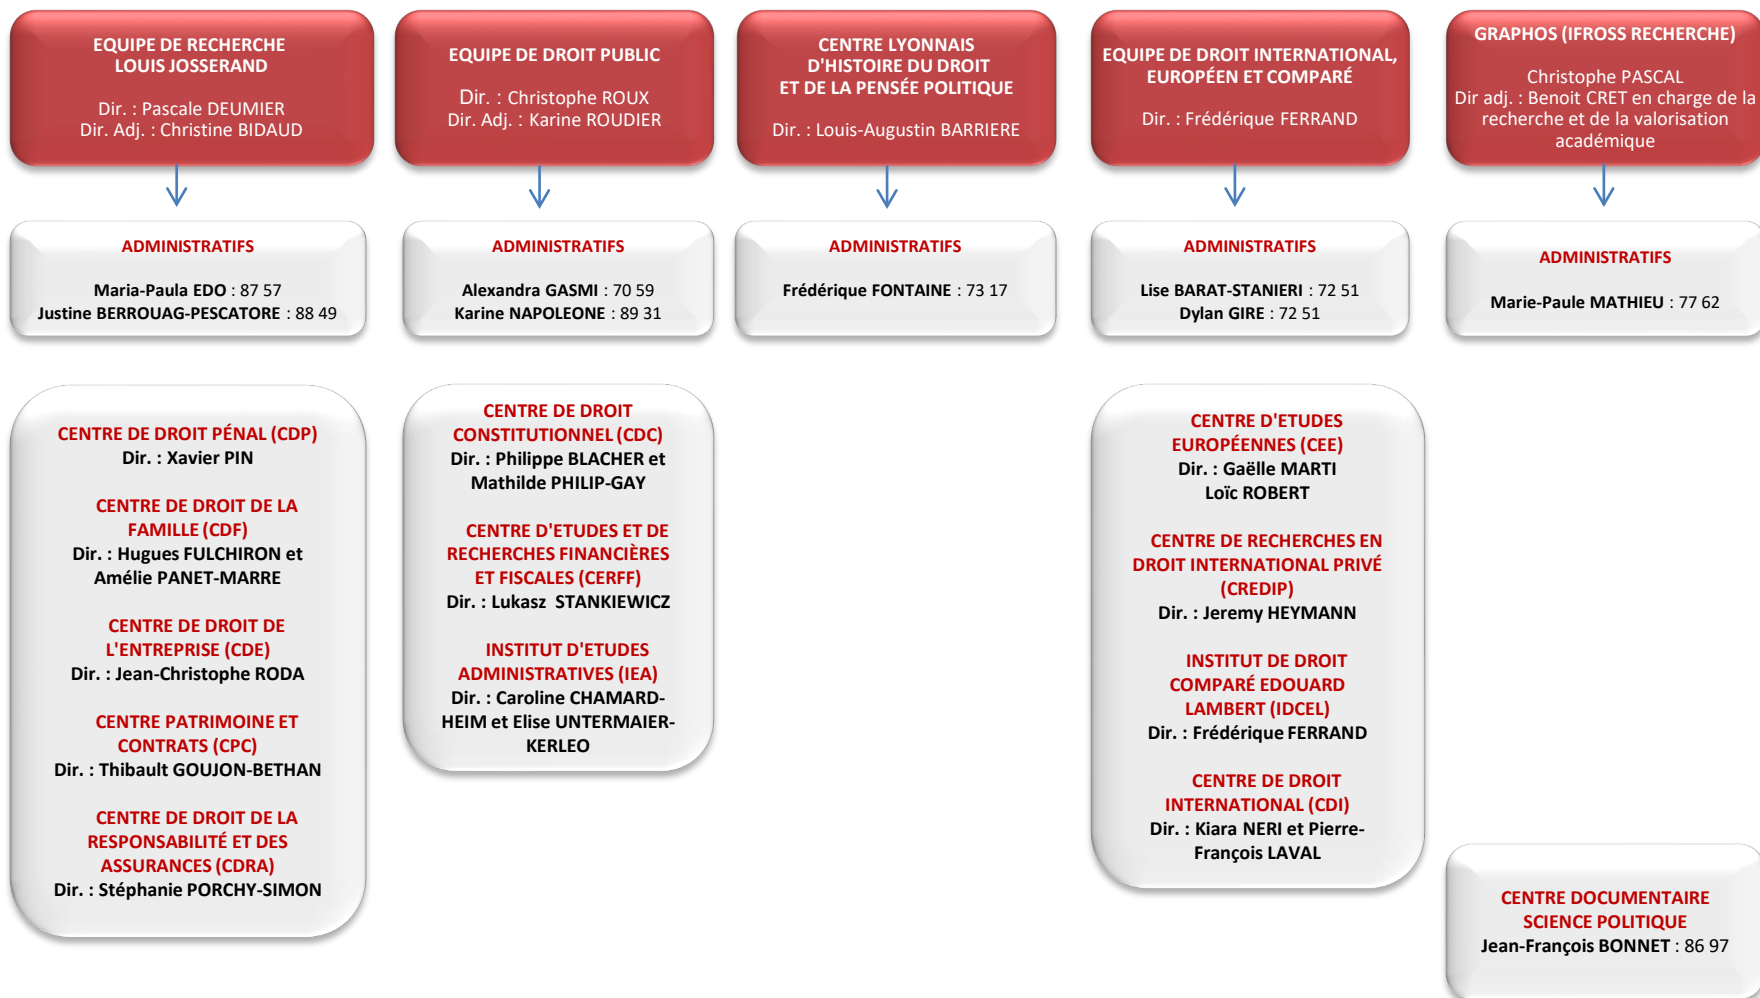 EQUIPE DE RECHERCHE
LOUIS JOSSERAND
Dir. : Pascale DEUMIER
Dir. Adj. : Christine BIDAUD
EQUIPE DE DROIT PUBLIC
Dir. : Christophe ROUX
Dir. Adj. : Karine ROUDIER
CENTRE LYONNAIS
D'HISTOIRE DU DROIT
ET DE LA PENSÉE POLITIQUE
Dir. : Louis-Augustin BARRIERE
EQUIPE DE DROIT INTERNATIONAL,
EUROPÉEN ET COMPARÉ
Dir. : Frédérique FERRAND
GRAPHOS (IFROSS RECHERCHE)
Christophe PASCAL
Dir adj. : Benoit CRET en charge de la
recherche et de la valorisation
académique
ADMINISTRATIFS
Maria-Paula EDO : 87 57
Justine BERROUAG-PESCATORE : 88 49
ADMINISTRATIFS
Alexandra GASMI : 70 59
Karine NAPOLEONE : 89 31
ADMINISTRATIFS
Frédérique FONTAINE : 73 17
ADMINISTRATIFS
Lise BARAT-STANIERI : 72 51
Dylan GIRE : 72 51
ADMINISTRATIFS
Marie-Paule MATHIEU : 77 62
CENTRE DE DROIT PÉNAL (CDP)
Dir. : Xavier PIN
CENTRE DE DROIT DE LA
FAMILLE (CDF)
Dir. : Hugues FULCHIRON et
Amélie PANET-MARRE
CENTRE DE DROIT DE
L'ENTREPRISE (CDE)
Dir. : Jean-Christophe RODA
CENTRE PATRIMOINE ET
CONTRATS (CPC)
Dir. : Thibault GOUJON-BETHAN
CENTRE DE DROIT DE LA
RESPONSABILITÉ ET DES
ASSURANCES (CDRA)
Dir. : Stéphanie PORCHY-SIMON
CENTRE DE DROIT
CONSTITUTIONNEL (CDC)
Dir. : Philippe BLACHER et
Mathilde PHILIP-GAY
CENTRE D'ETUDES ET DE
RECHERCHES FINANCIÈRES
ET FISCALES (CERFF)
Dir. : Lukasz STANKIEWICZ
INSTITUT D'ETUDES
ADMINISTRATIVES (IEA)
Dir. : Caroline CHAMARD-
HEIM et Elise UNTERMAIER-
KERLEO
CENTRE D'ETUDES
EUROPÉENNES (CEE)
Dir. : Gaëlle MARTI
Loïc ROBERT
CENTRE DE RECHERCHES EN
DROIT INTERNATIONAL PRIVÉ
(CREDIP)
Dir. : Jeremy HEYMANN
INSTITUT DE DROIT
COMPARÉ EDOUARD
LAMBERT (IDCEL)
Dir. : Frédérique FERRAND
CENTRE DE DROIT
INTERNATIONAL (CDI)
Dir. : Kiara NERI et Pierre-
François LAVAL
CENTRE DOCUMENTAIRE
SCIENCE POLITIQUE
Jean-François BONNET : 86 97